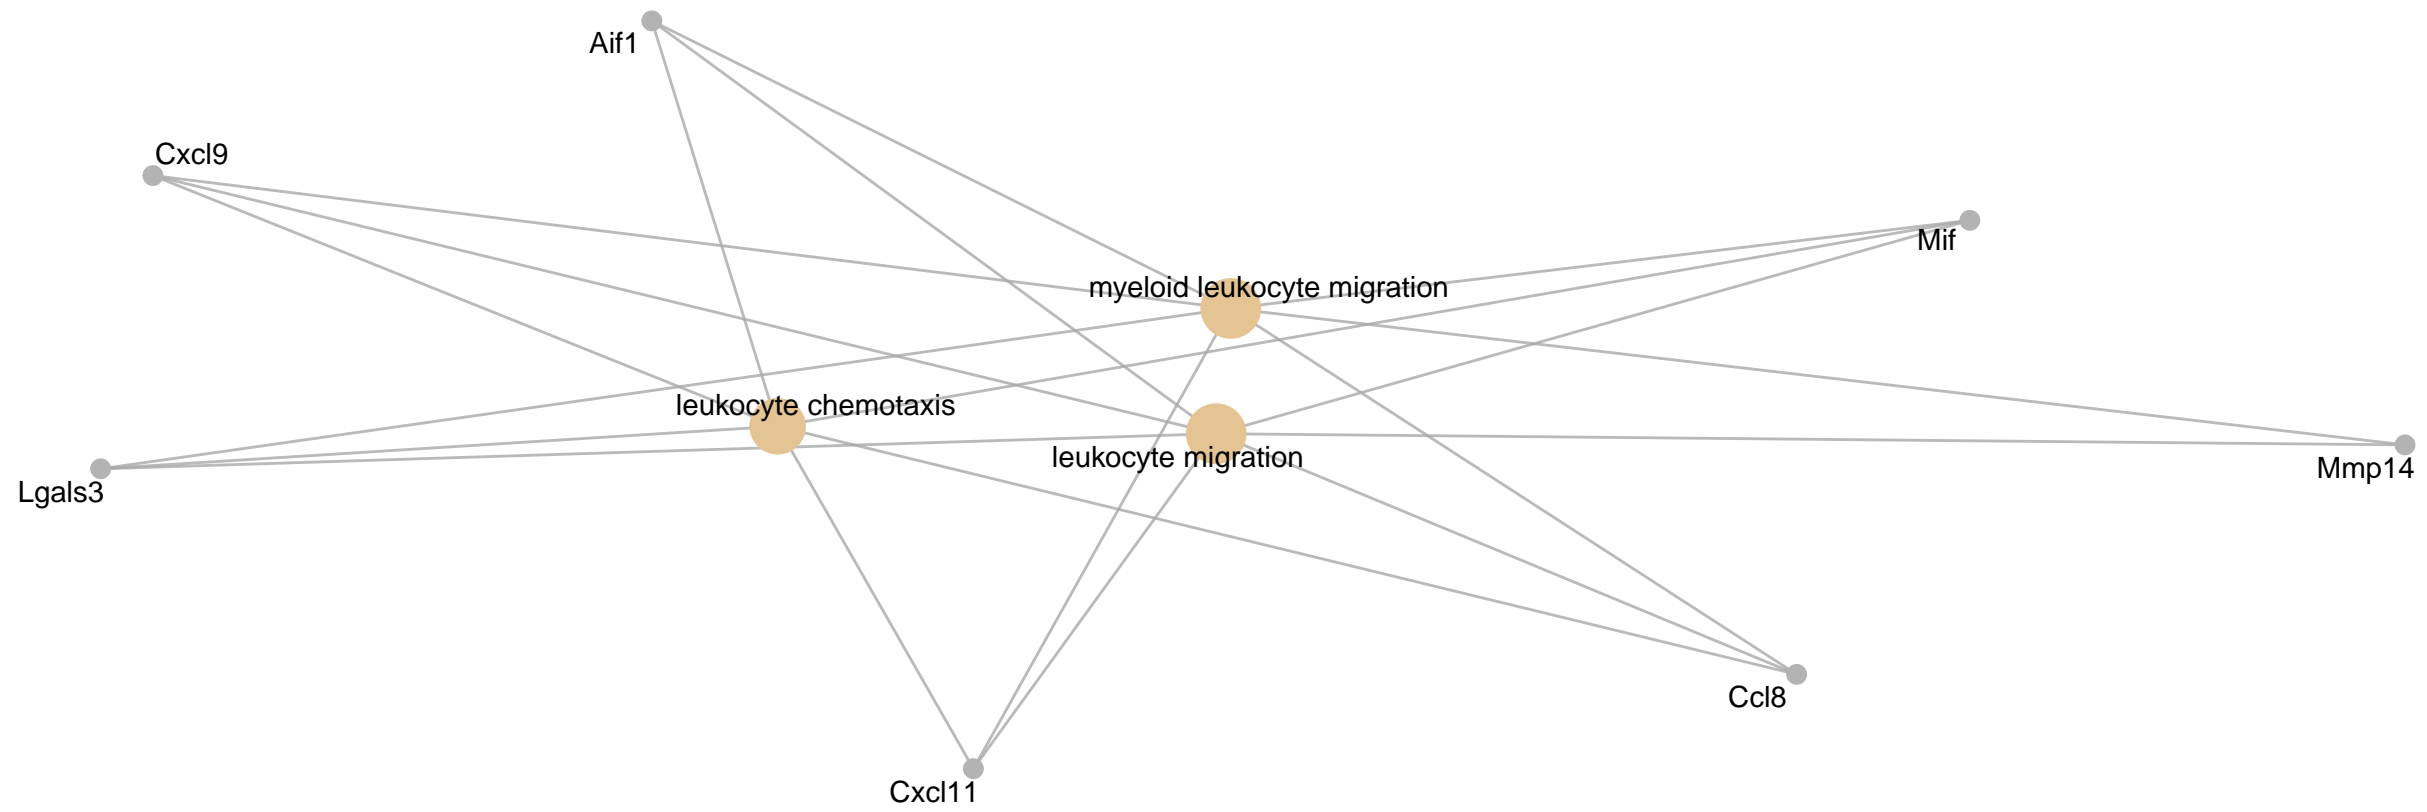 Aif1
Cxcl9
Mif
myeloid leukocyte migration
leukocyte chemotaxis
leukocyte migration
Mmp14
Lgals3
Ccl8
Cxcl11